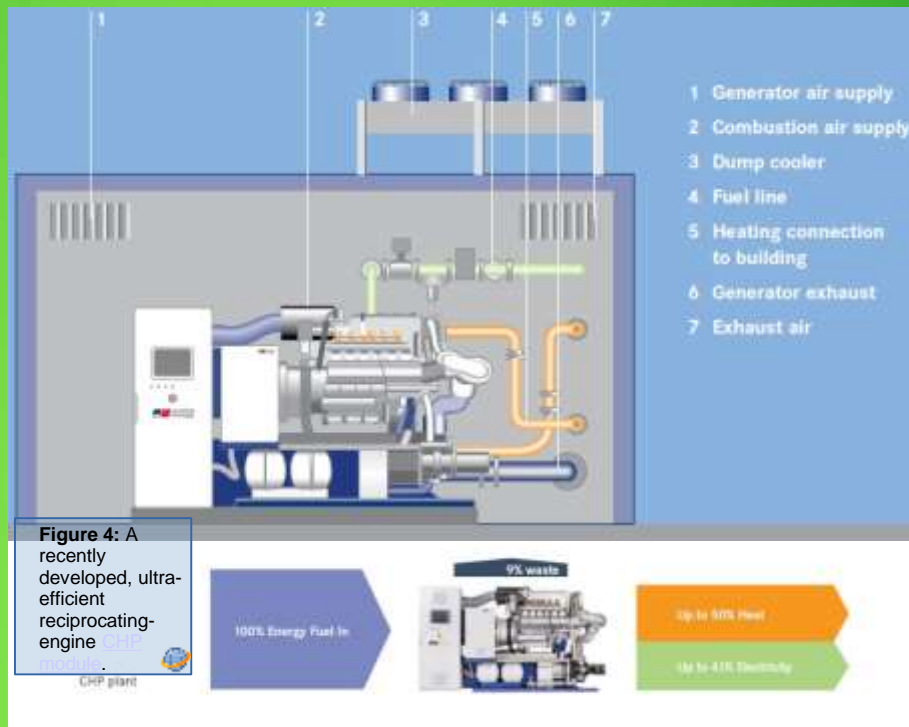 1 2 3 4 5 6 7
1 Generator air supply
2 Combustion air supply
3 Dump cooler
4 Fuel line
5 Heating connection
to building
6 Generator exhaust
7 Exhaust air
Figure 4: A
recently
developed, ultra-
efficient
reciprocating-
engine CHP
module.
CHP plant
100% Energy Fuel In
9% waste
Up to 50% Heat
Up to 41% Electricity